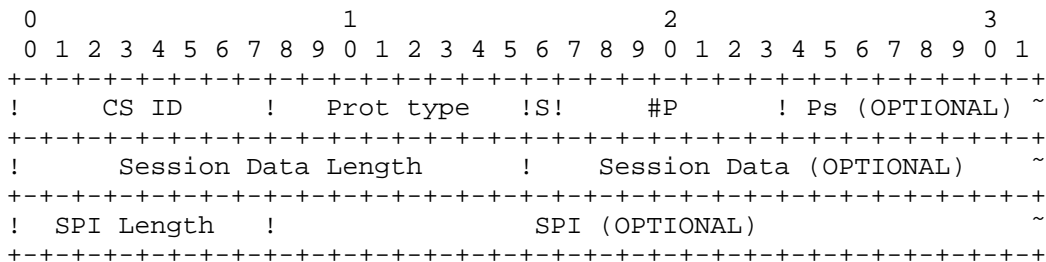 0                   1                   2                   3
 0 1 2 3 4 5 6 7 8 9 0 1 2 3 4 5 6 7 8 9 0 1 2 3 4 5 6 7 8 9 0 1
+-+-+-+-+-+-+-+-+-+-+-+-+-+-+-+-+-+-+-+-+-+-+-+-+-+-+-+-+-+-+-+-+
!     CS ID     !   Prot type   !S!     #P      ! Ps (OPTIONAL) ~
+-+-+-+-+-+-+-+-+-+-+-+-+-+-+-+-+-+-+-+-+-+-+-+-+-+-+-+-+-+-+-+-+
!      Session Data Length      !    Session Data (OPTIONAL)    ~
+-+-+-+-+-+-+-+-+-+-+-+-+-+-+-+-+-+-+-+-+-+-+-+-+-+-+-+-+-+-+-+-+
!  SPI Length   !                SPI (OPTIONAL)                 ~
+-+-+-+-+-+-+-+-+-+-+-+-+-+-+-+-+-+-+-+-+-+-+-+-+-+-+-+-+-+-+-+-+